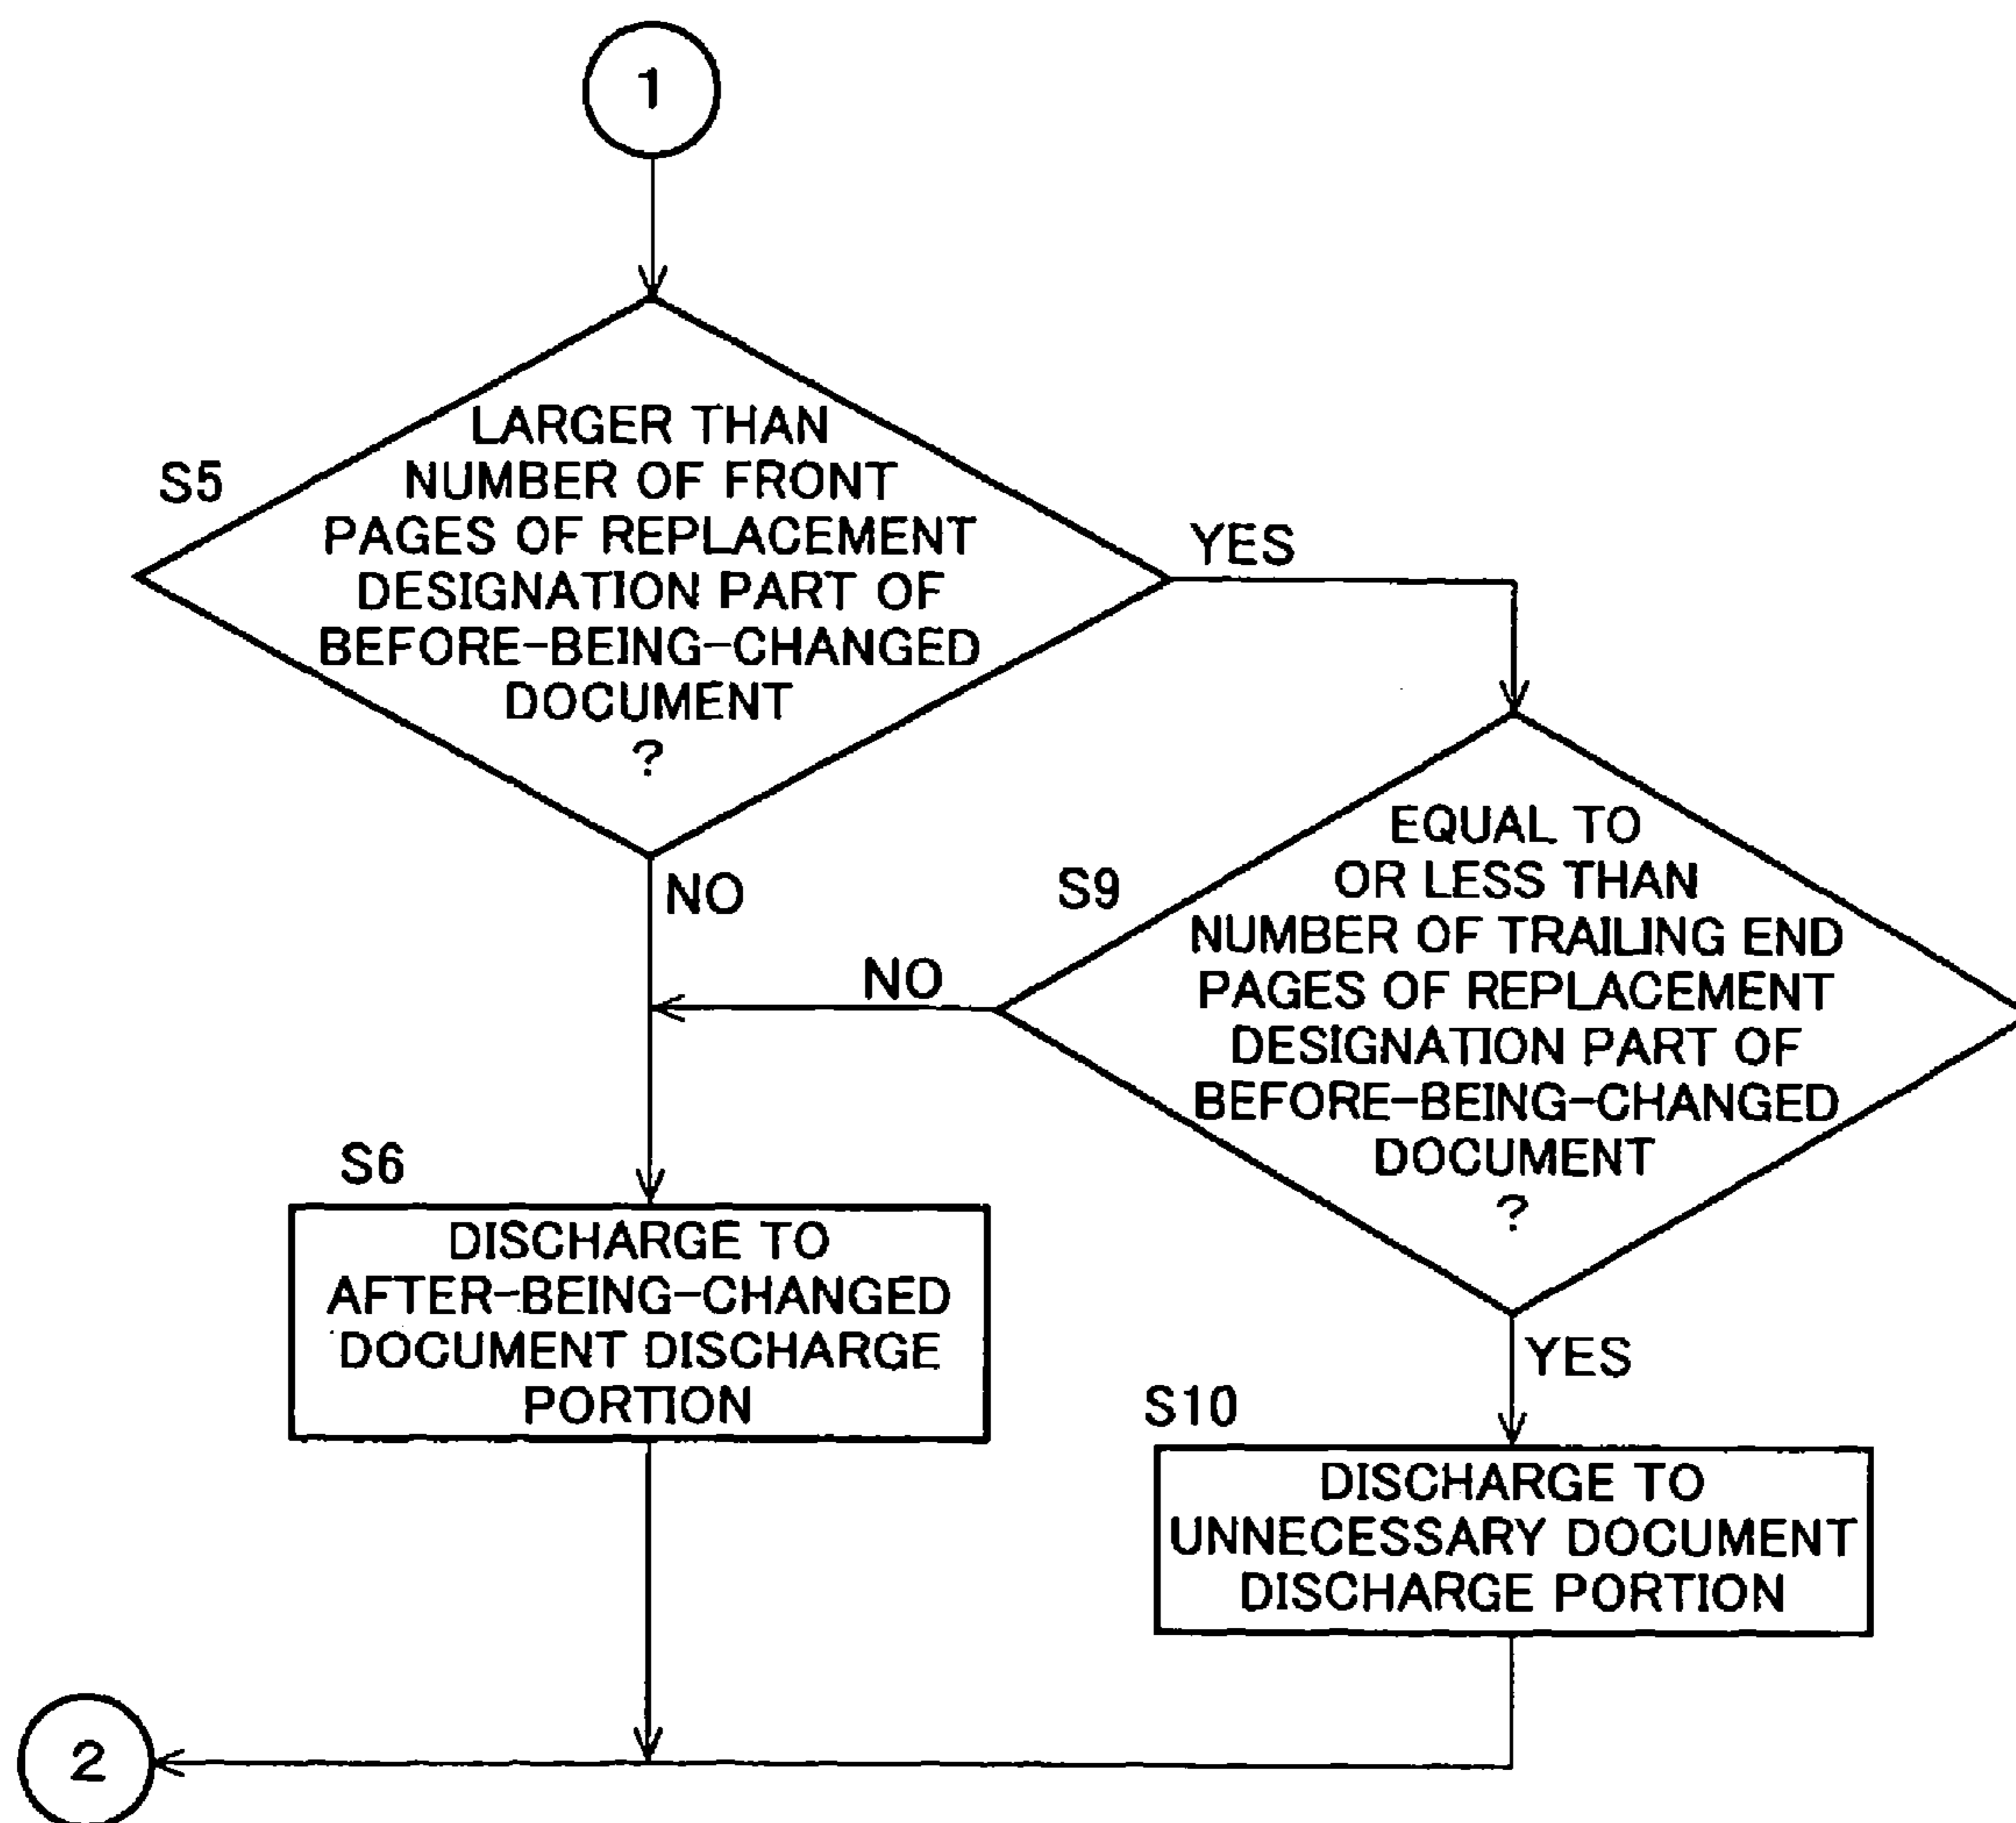 1
S5
LARGER THAN
NUMBER OF FRONT
PAGES OF REPLACEMENT
DESIGNATION PART OF
BEFORE-BEING-CHANGED
DOCUMENT
?
YES
NO
S9
EQUAL TO
OR LESS THAN
NUMBER OF TRAILING END
PAGES OF REPLACEMENT
DESIGNATION PART OF
BEFORE-BEING-CHANGED
DOCUMENT
?
NO
YES
S6
DISCHARGE TO
AFTER-BEING-CHANGED
DOCUMENT DISCHARGE
PORTION
S10
DISCHARGE TO
UNNECESSARY DOCUMENT
DISCHARGE PORTION
2